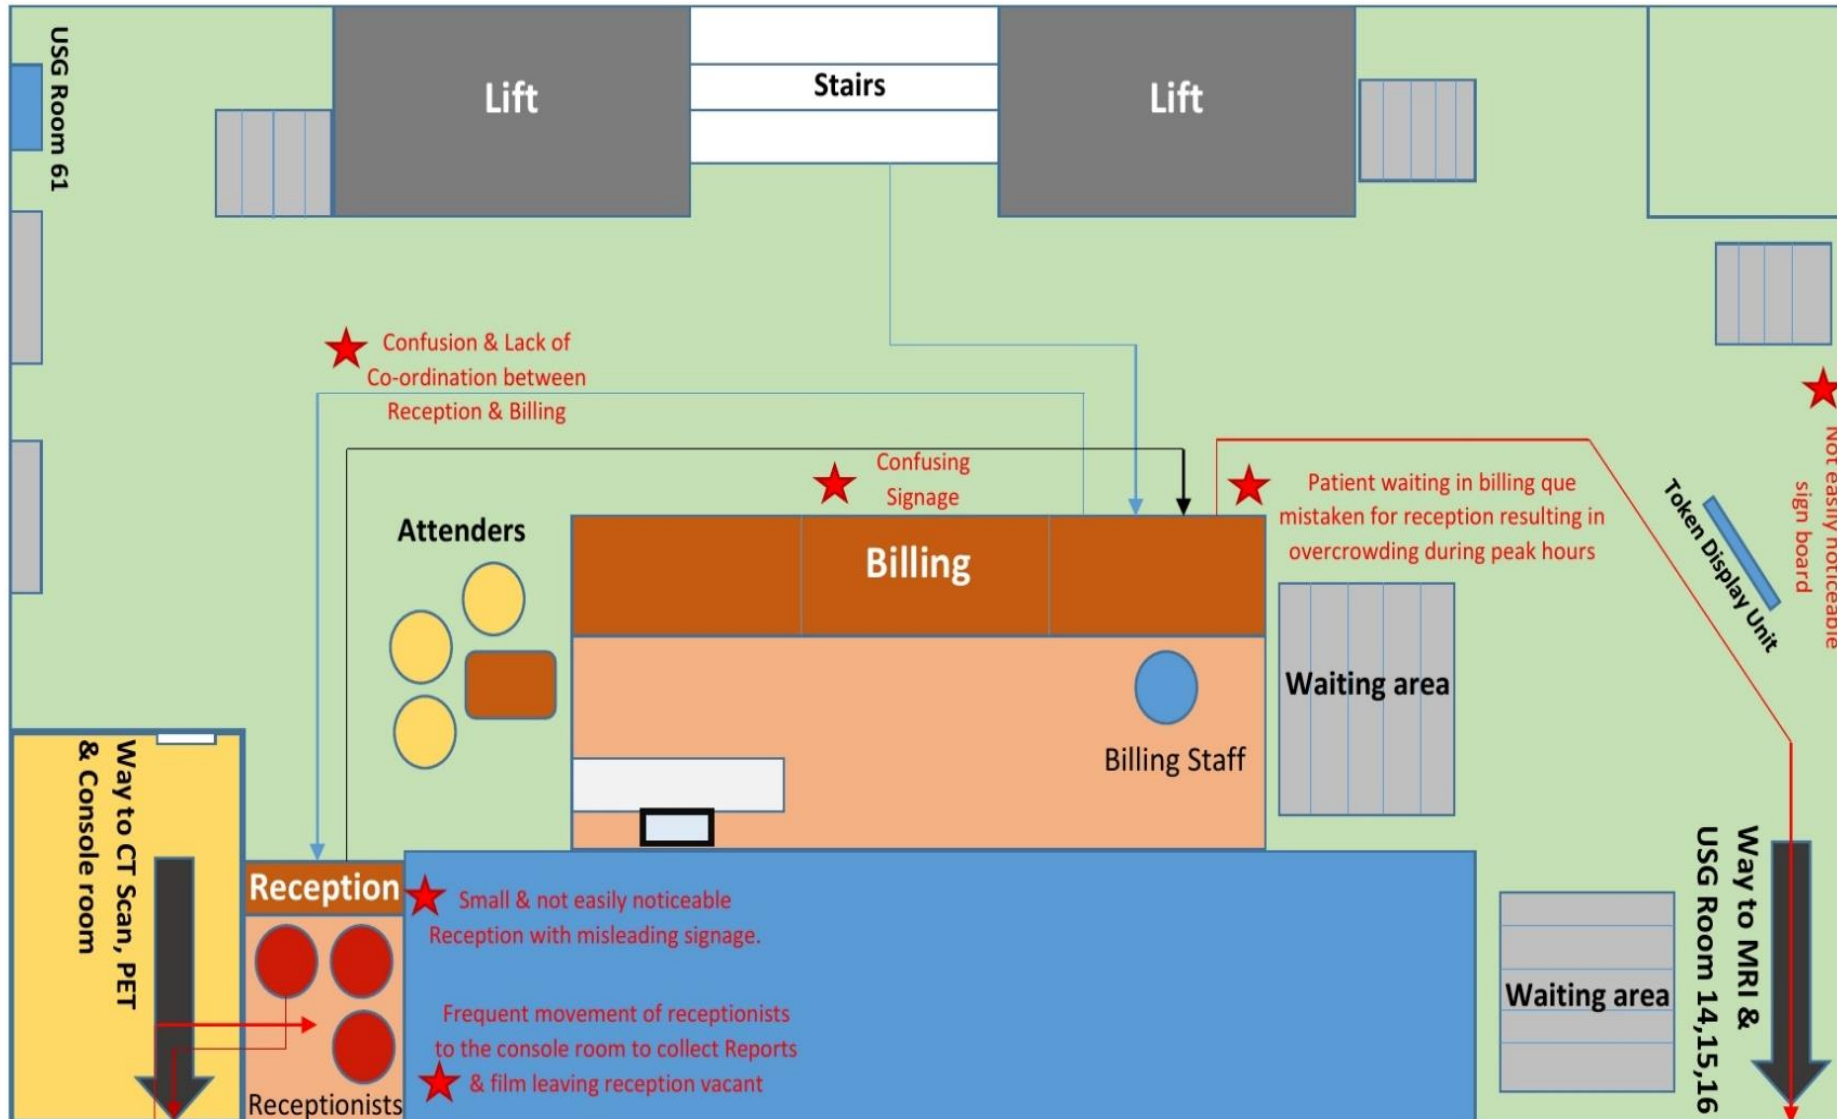 USG Room 61
Lift
Stairs
Lift
Confusion & Lack of
Co-ordination between
Reception & Billing
Confusing
Signage
Patient waiting in billing que
mistaken for reception resulting in
overcrowding during peak hours
Not easily noticeable
sign board
Token Display Unit
Attenders
Billing
Waiting area
Billing Staff
Way to CT Scan, PET
& Console room
Reception
Small & not easily noticeable
Reception with misleading signage.
Frequent movement of receptionists
to the console room to collect Reports
& film leaving reception vacant
Receptionists
Waiting area
Way to MRI &
USG Room 14,15,16